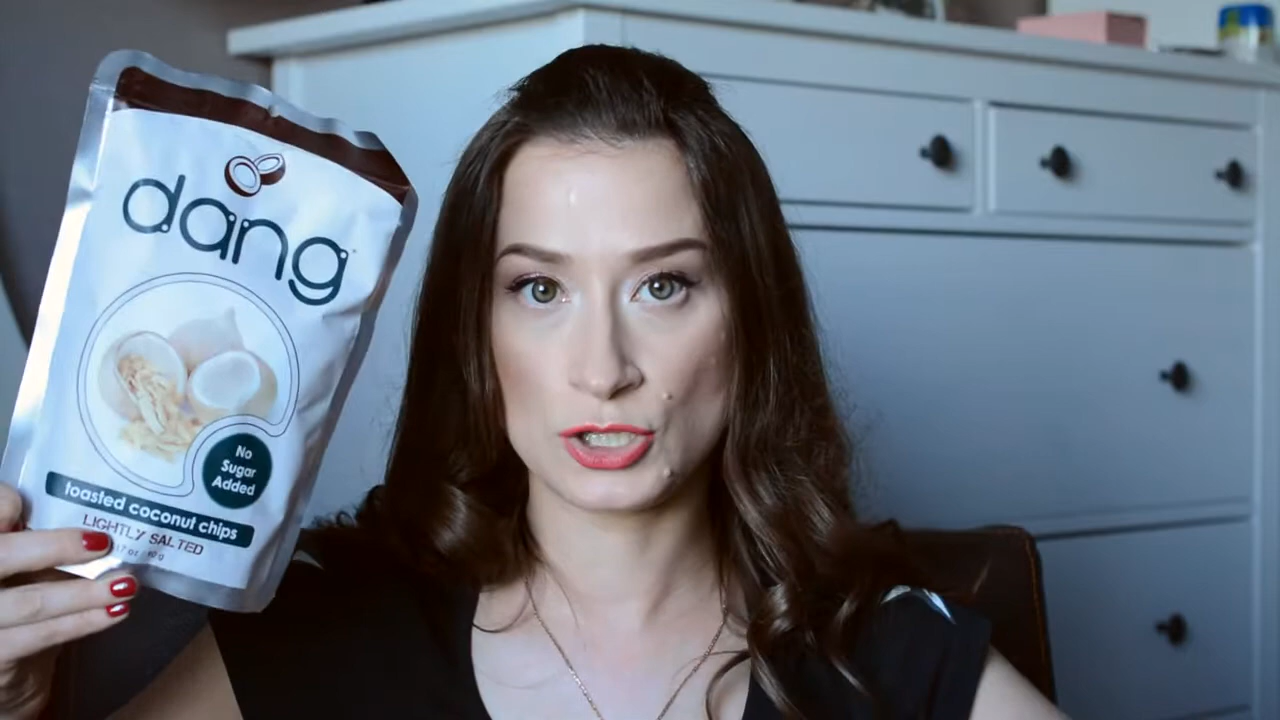 dang
No
Sugar
Added
toasted coconut chips
LIGHTLY SALTED